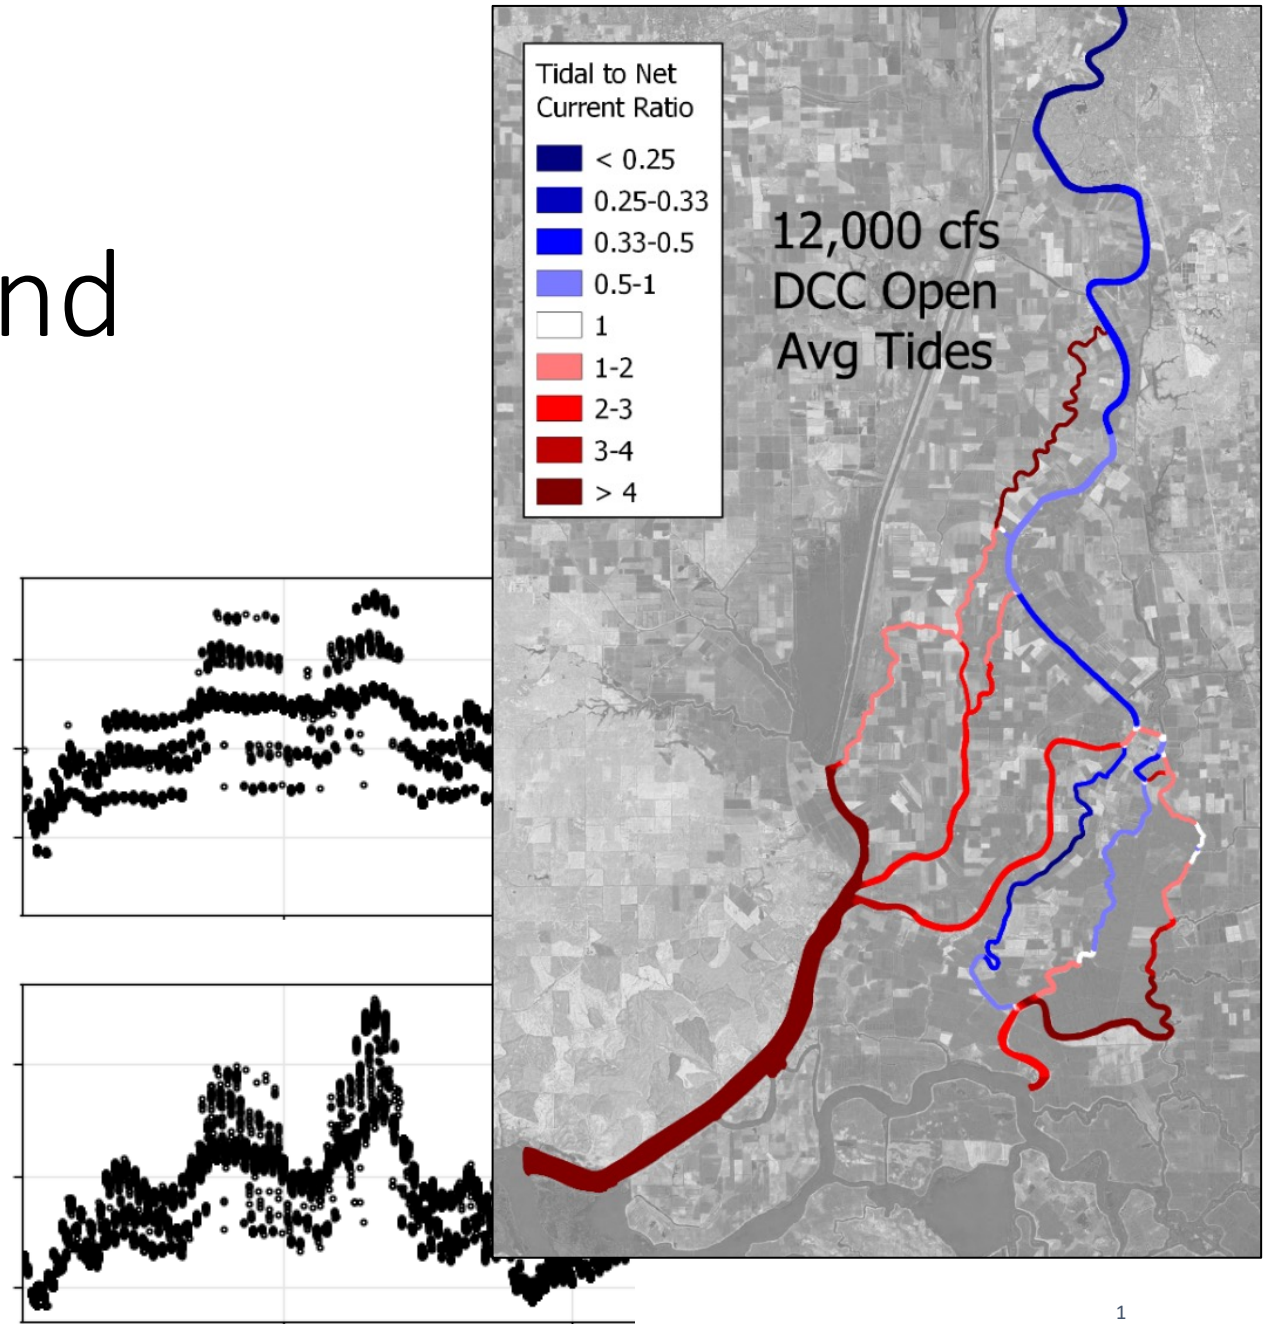 nd
Tidal to Net
Current Ratio
< 0.25
0.25-0.33
0.33-0.5
0.5-1
1
1-2
2-3
3-4
> 4
12,000 cfs
DCC Open
Avg Tides
1